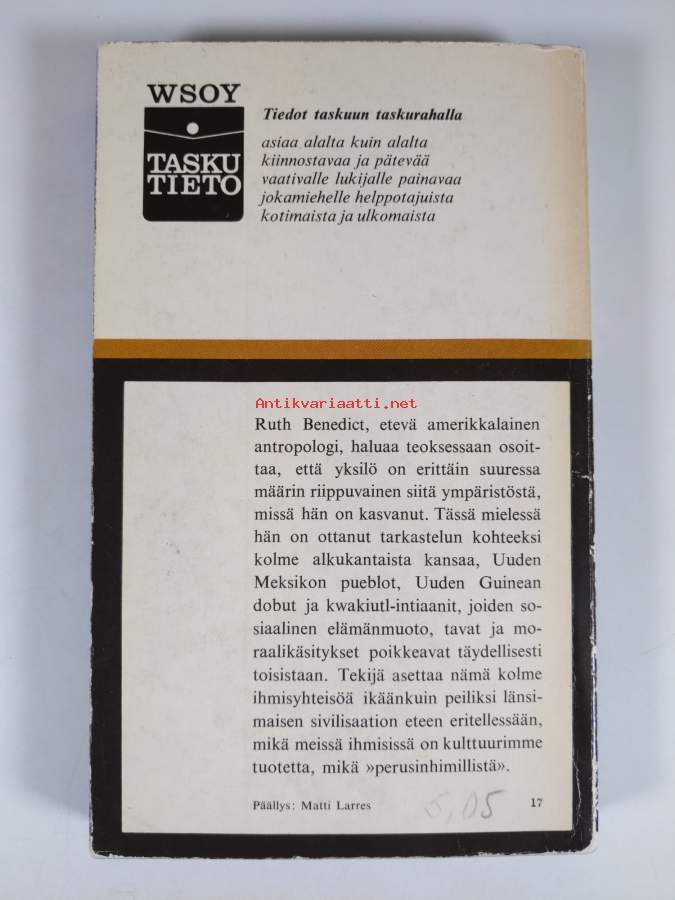 WSOY
TASKU
TIETO
Tiedot taskuun taskurahalla
asiaa alalta kuin alalta
kiinnostavaa ja pätevää
vaativalle lukijalle painavaa
jokamiehelle helppotajuista
kotimaista ja ulkomaista
Antikvariaatti.net
Ruth Benedict, etevä amerikkalainen
antropologi, haluaa teoksessaan osoit-
taa, että yksilö on erittäin suuressa
määrin riippuvainen siitä ympäristöstä,
missä hän on kasvanut. Tässä mielessä
hän on ottanut tarkastelun kohteeksi
kolme alkukantaista kansaa, Uuden
Meksikon pueblot, Uuden Guinean
dobut ja kwakiutl-intiaanit, joiden so-
siaalinen elämänmuoto, tavat ja mo-
raalikäsitykset poikkeavat täydellisesti
toisistaan. Tekijä asettaa nämä kolme
ihmisyhteisöä ikäänkuin peiliksi länsi-
maisen sivilisaation eteen eritellessään,
mikä meissä ihmisissä on kulttuurimme
tuotetta, mikä »perusinhimillistä».
Päällys: Matti Larres
5,05
17